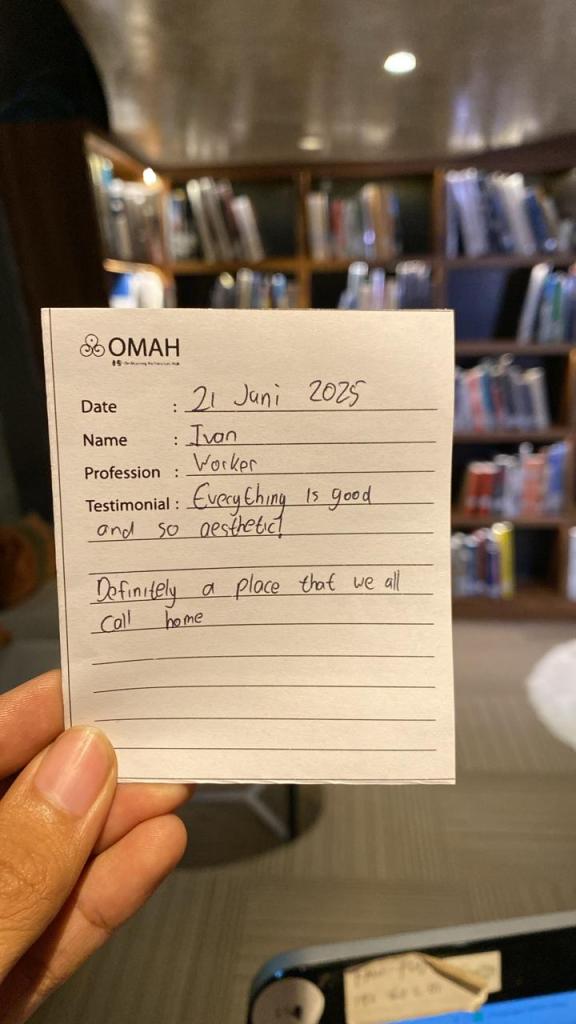 OMAH
Date : 21 Juni 2025
Name : Ivan
Profession : Worker
Testimonial : Everything is good
and so aesthetic!
Definitely a place that we all
call home